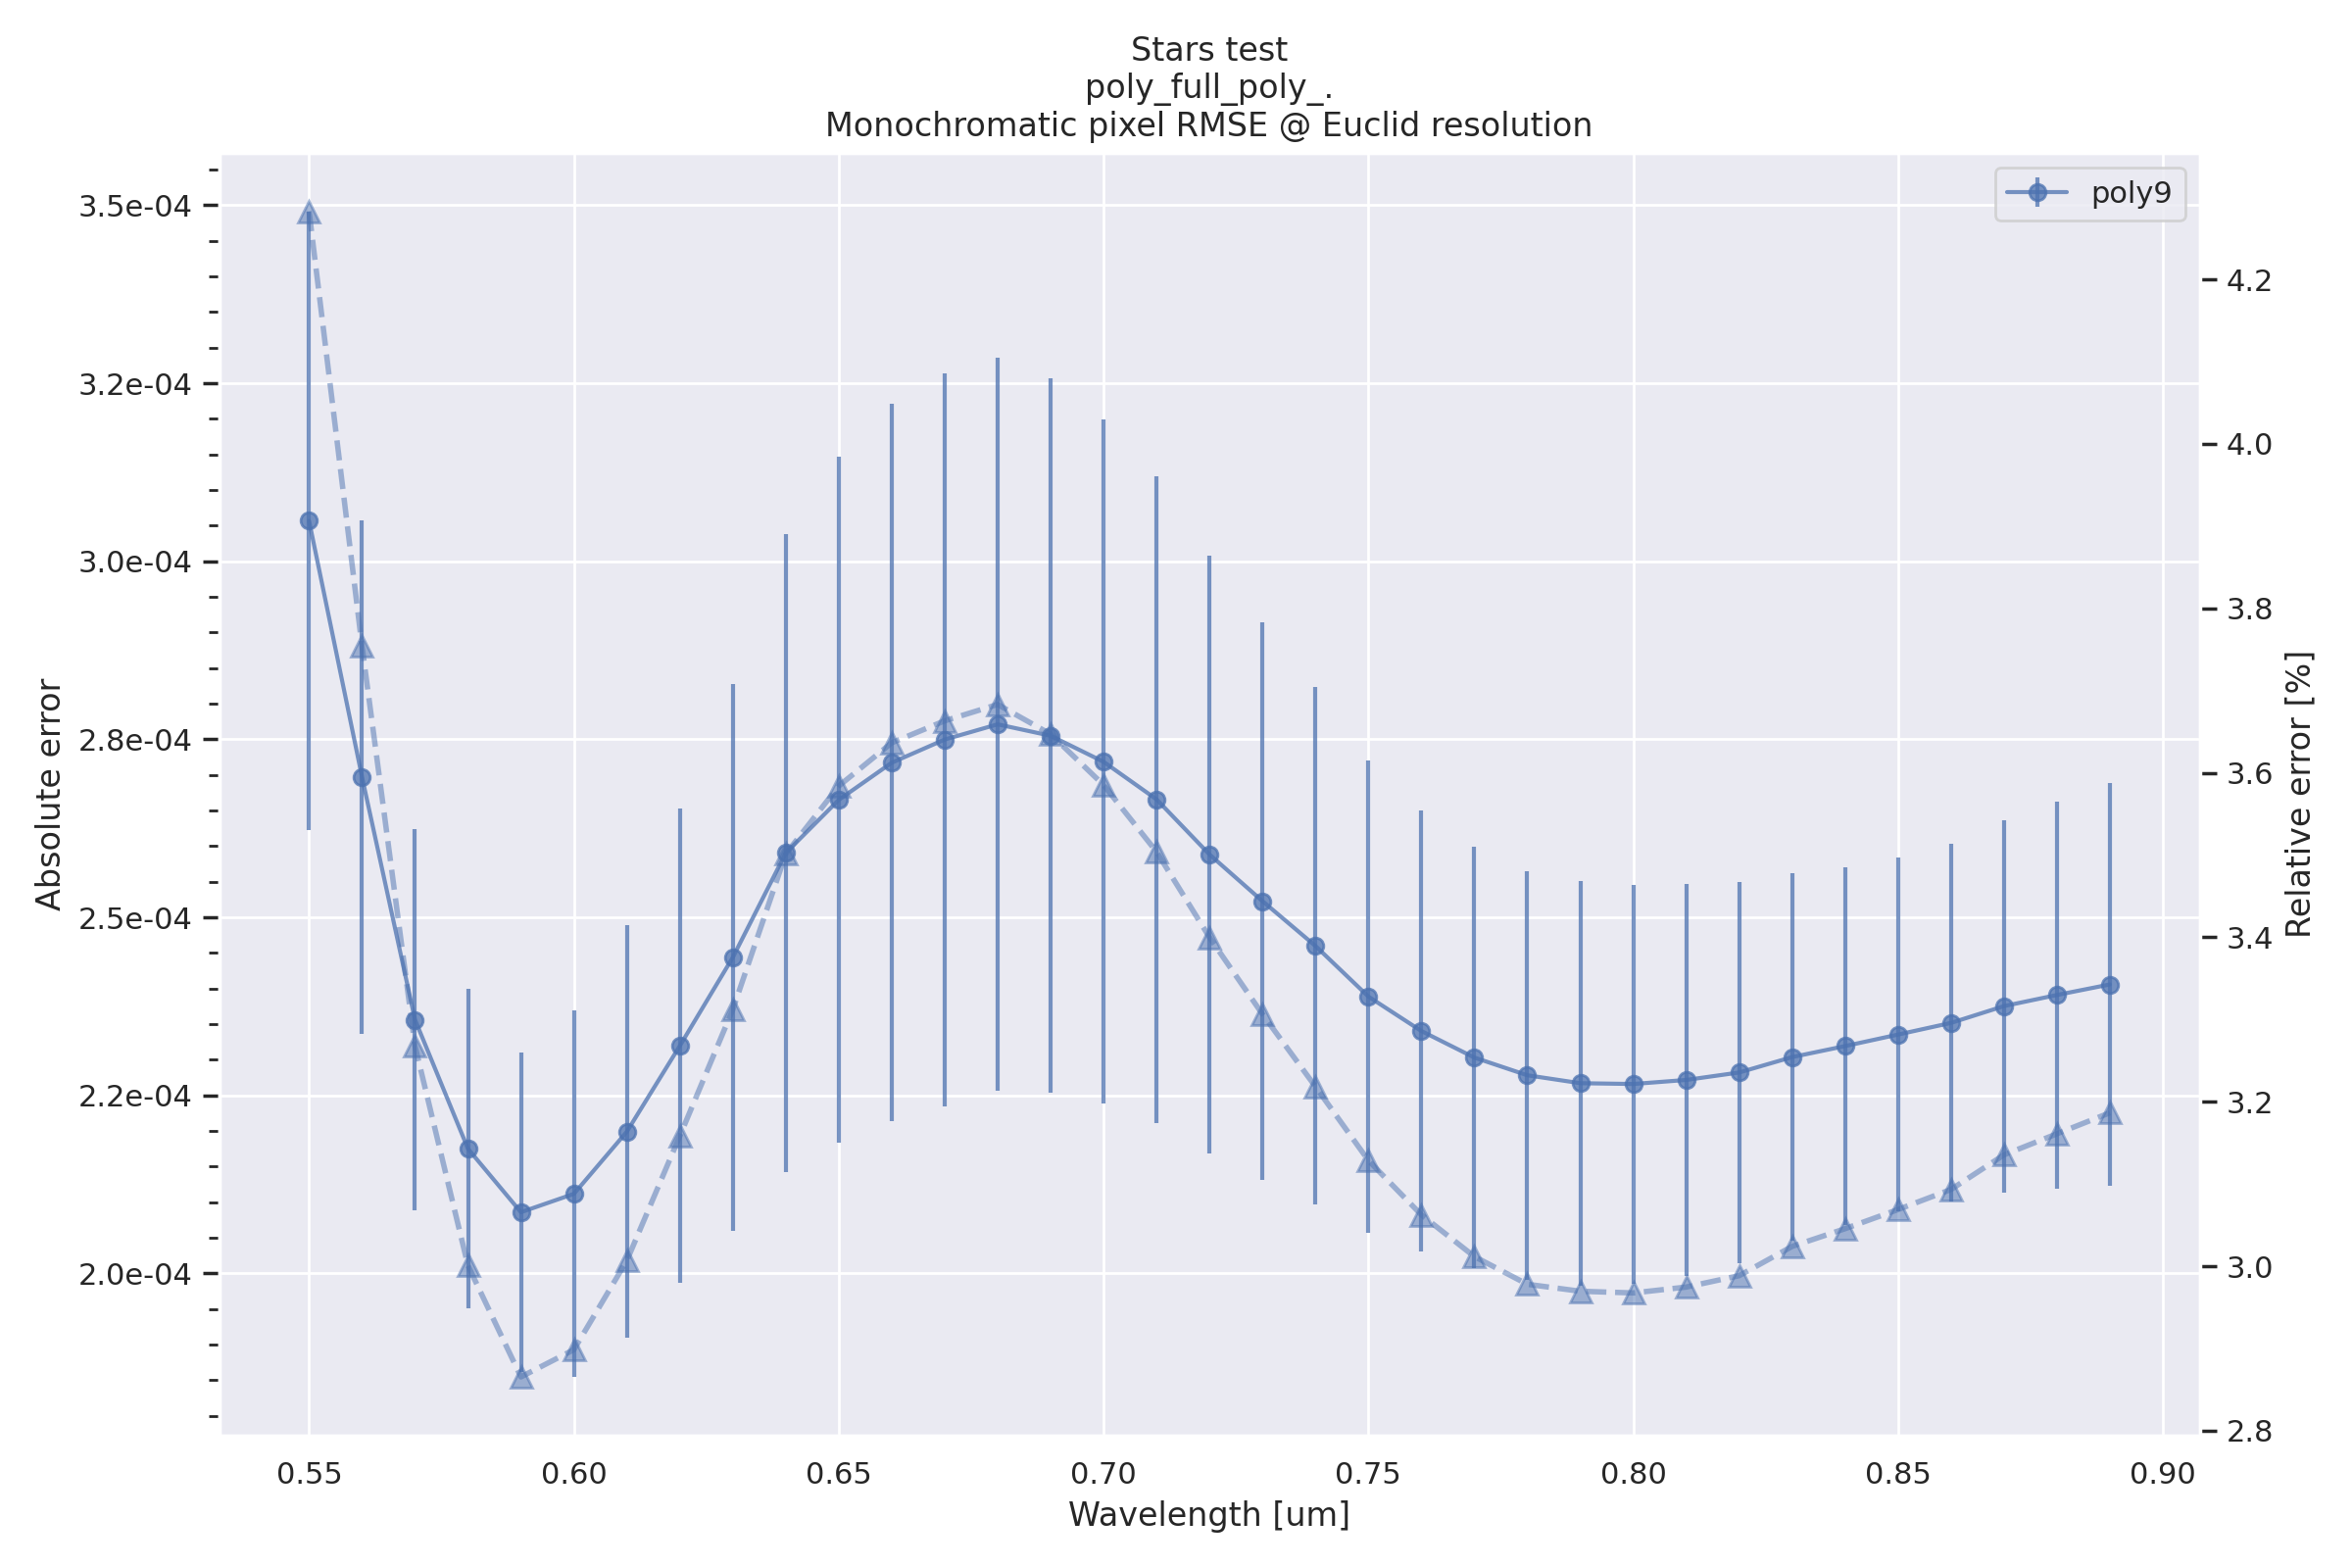 Stars test
poly_full_poly_.
Monochromatic pixel RMSE @ Euclid resolution
poly9
Absolute error
3.5e-04
3.2e-04
3.0e-04
2.8e-04
2.5e-04
2.2e-04
2.0e-04
Relative error [%]
4.2
4.0
3.8
3.6
3.4
3.2
3.0
2.8
0.55 0.60 0.65 0.70 0.75 0.80 0.85 0.90
Wavelength [um]